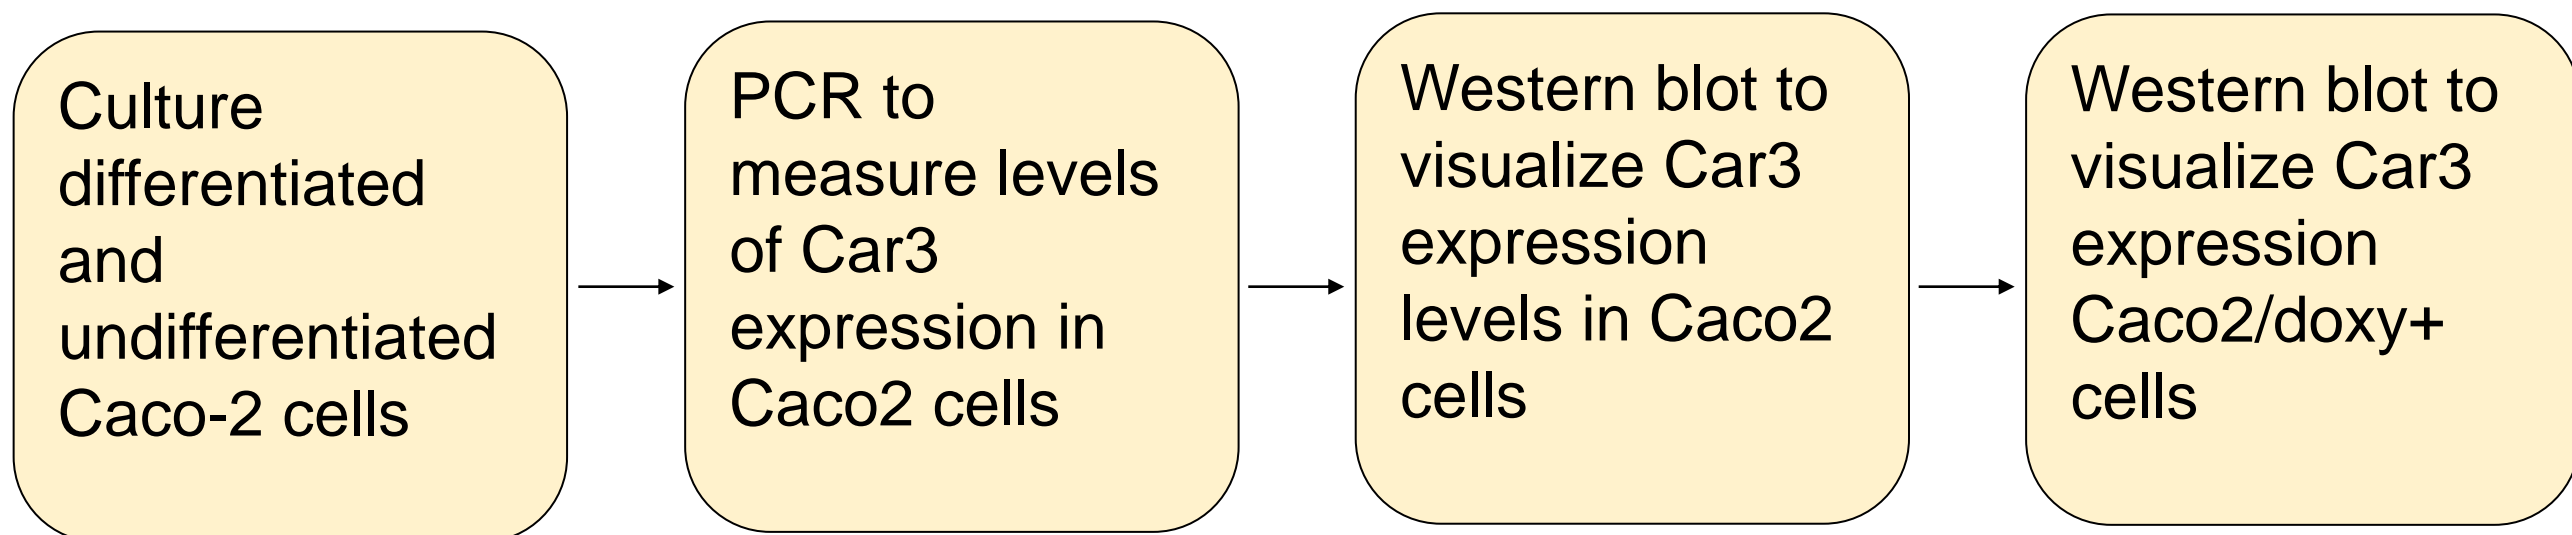 Culture
differentiated
and
undifferentiated
Caco-2 cells
PCR to
measure levels
of Car3
expression in
Caco2 cells
Western blot to
visualize Car3
expression
levels in Caco2
cells
Western blot to
visualize Car3
expression
Caco2/doxy+
cells